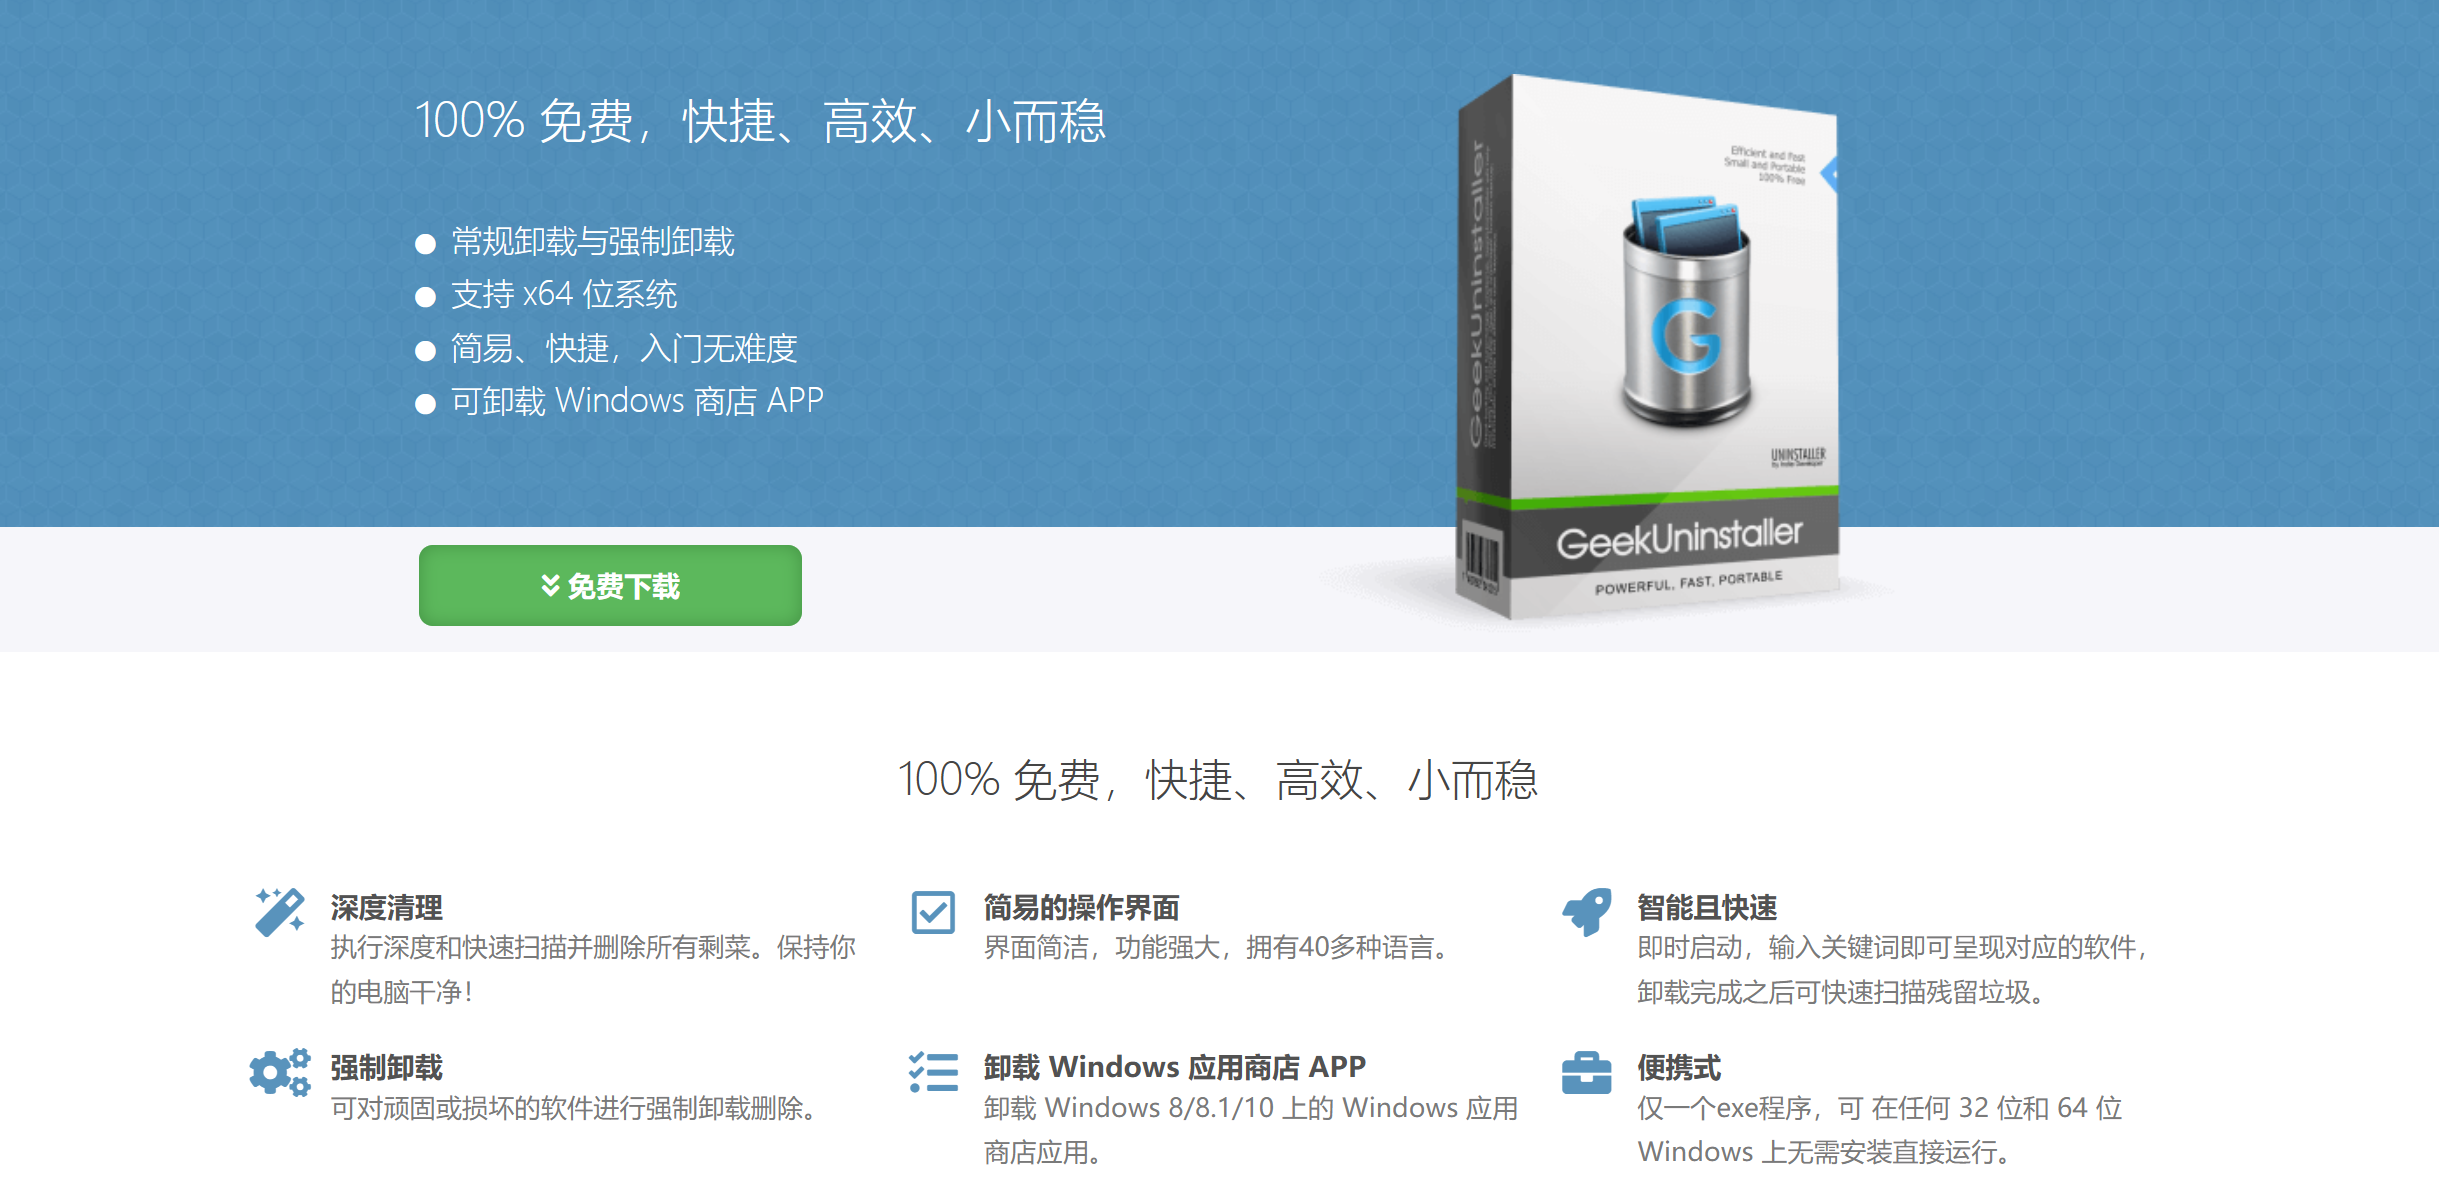 100% 免费，快捷、高效、小而稳
常规卸载与强制卸载
支持 x64 位系统
简易、快捷，入门无难度
可卸载 Windows 商店 APP
Efficient and Fast
Small and Portable
100% Free
GeekUninstaller
G
UNINSTALLER
By Indie Developer
GeekUninstaller
POWERFUL, FAST, PORTABLE
免费下载
100% 免费，快捷、高效、小而稳
深度清理
执行深度和快速扫描并删除所有剩菜。保持你
的电脑干净！
简易的操作界面
界面简洁，功能强大，拥有40多种语言。
智能且快速
即时启动，输入关键词即可呈现对应的软件，
卸载完成之后可快速扫描残留垃圾。
强制卸载
可对顽固或损坏的软件进行强制卸载删除。
卸载 Windows 应用商店 APP
卸载 Windows 8/8.1/10 上的 Windows 应用
商店应用。
便携式
仅一个exe程序，可 在任何 32 位和 64 位
Windows 上无需安装直接运行。